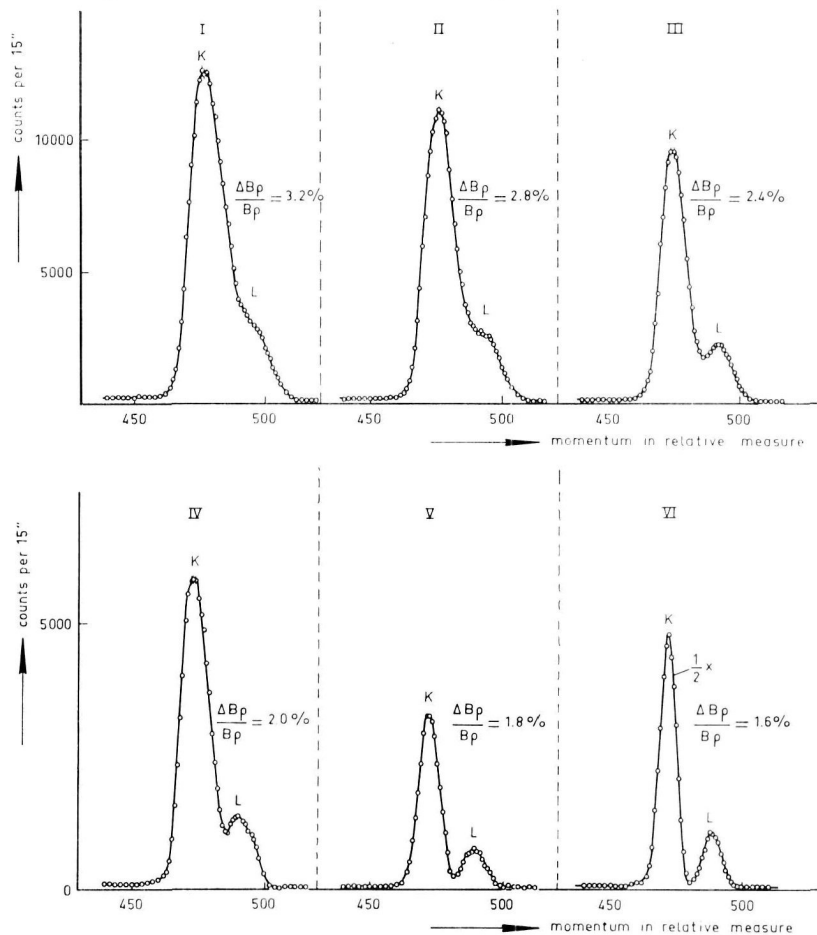 I II III
K K K
counts per 15"
10000
5000
ΔBρ/Bρ = 3.2%
ΔBρ/Bρ = 2.8%
ΔBρ/Bρ = 2.4%
L L L
450 500 450 500 450 500
momentum in relative measure
IV V VI
K K K
counts per 15"
5000
0
1/2 x
ΔBρ/Bρ = 2.0%
ΔBρ/Bρ = 1.8%
ΔBρ/Bρ = 1.6%
L L L
450 500 450 500 450 500
momentum in relative measure